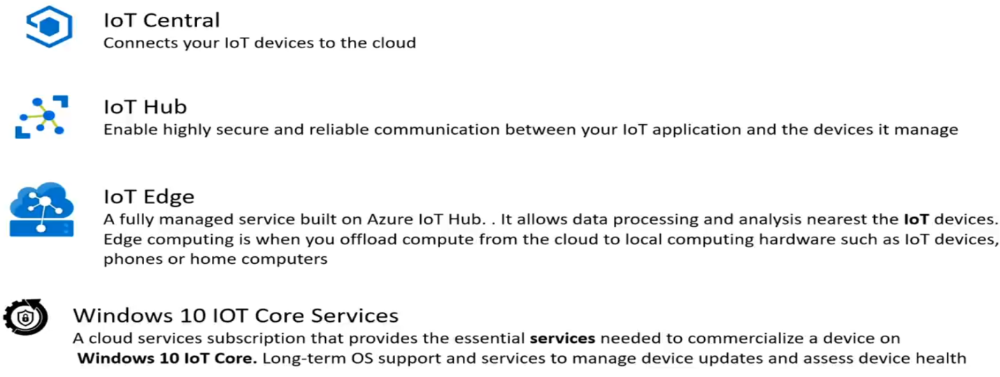 IoT Central
Connects your IoT devices to the cloud
IoT Hub
Enable highly secure and reliable communication between your IoT application and the devices it manage
IoT Edge
A fully managed service built on Azure IoT Hub. . It allows data processing and analysis nearest the IoT devices.
Edge computing is when you offload compute from the cloud to local computing hardware such as IoT devices,
phones or home computers
Windows 10 IOT Core Services
A cloud services subscription that provides the essential services needed to commercialize a device on
Windows 10 IoT Core. Long-term OS support and services to manage device updates and assess device health